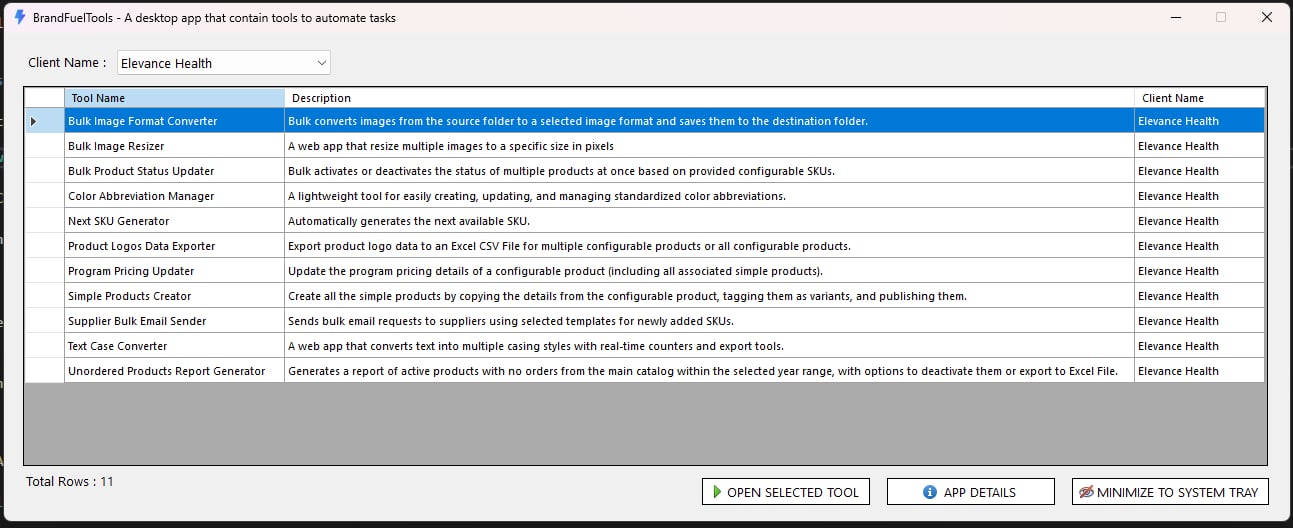 BrandFuelTools - A desktop app that contain tools to automate tasks
Client Name : Elevance Health
Tool Name Description Client Name
Bulk Image Format Converter Bulk converts images from the source folder to a selected image format and saves them to the destination folder. Elevance Health
Bulk Image Resizer A web app that resize multiple images to a specific size in pixels Elevance Health
Bulk Product Status Updater Bulk activates or deactivates the status of multiple products at once based on provided configurable SKUs. Elevance Health
Color Abbreviation Manager A lightweight tool for easily creating, updating, and managing standardized color abbreviations. Elevance Health
Next SKU Generator Automatically generates the next available SKU. Elevance Health
Product Logos Data Exporter Export product logo data to an Excel CSV File for multiple configurable products or all configurable products. Elevance Health
Program Pricing Updater Update the program pricing details of a configurable product (including all associated simple products). Elevance Health
Simple Products Creator Create all the simple products by copying the details from the configurable product, tagging them as variants, and publishing them. Elevance Health
Supplier Bulk Email Sender Sends bulk email requests to suppliers using selected templates for newly added SKUs. Elevance Health
Text Case Converter A web app that converts text into multiple casing styles with real-time counters and export tools. Elevance Health
Unordered Products Report Generator Generates a report of active products with no orders from the main catalog within the selected year range, with options to deactivate them or export to Excel File. Elevance Health
Total Rows : 11
OPEN SELECTED TOOL APP DETAILS MINIMIZE TO SYSTEM TRAY